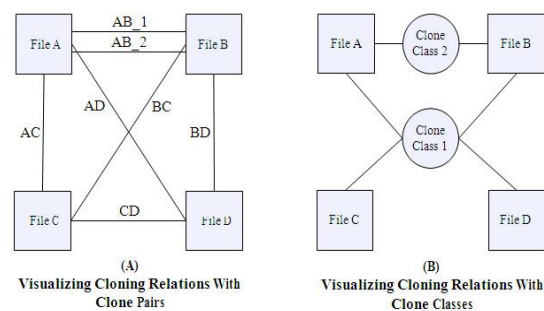 AB_1
File A
AB_2
File B
AD
BC
AC
BD
File C
CD
File D
(A)
Visualizing Cloning Relations With
Clone Pairs
File A
Clone
Class 2
File B
Clone
Class 1
File C
File D
(B)
Visualizing Cloning Relations With
Clone Classes